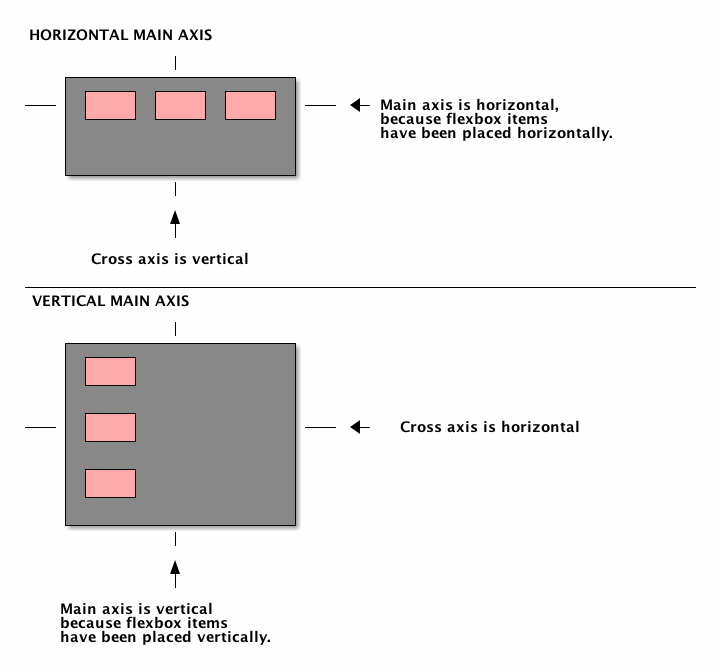 HORIZONTAL MAIN AXIS
Main axis is horizontal,
because flexbox items
have been placed horizontally.
Cross axis is vertical
VERTICAL MAIN AXIS
Cross axis is horizontal
Main axis is vertical
because flexbox items
have been placed vertically.